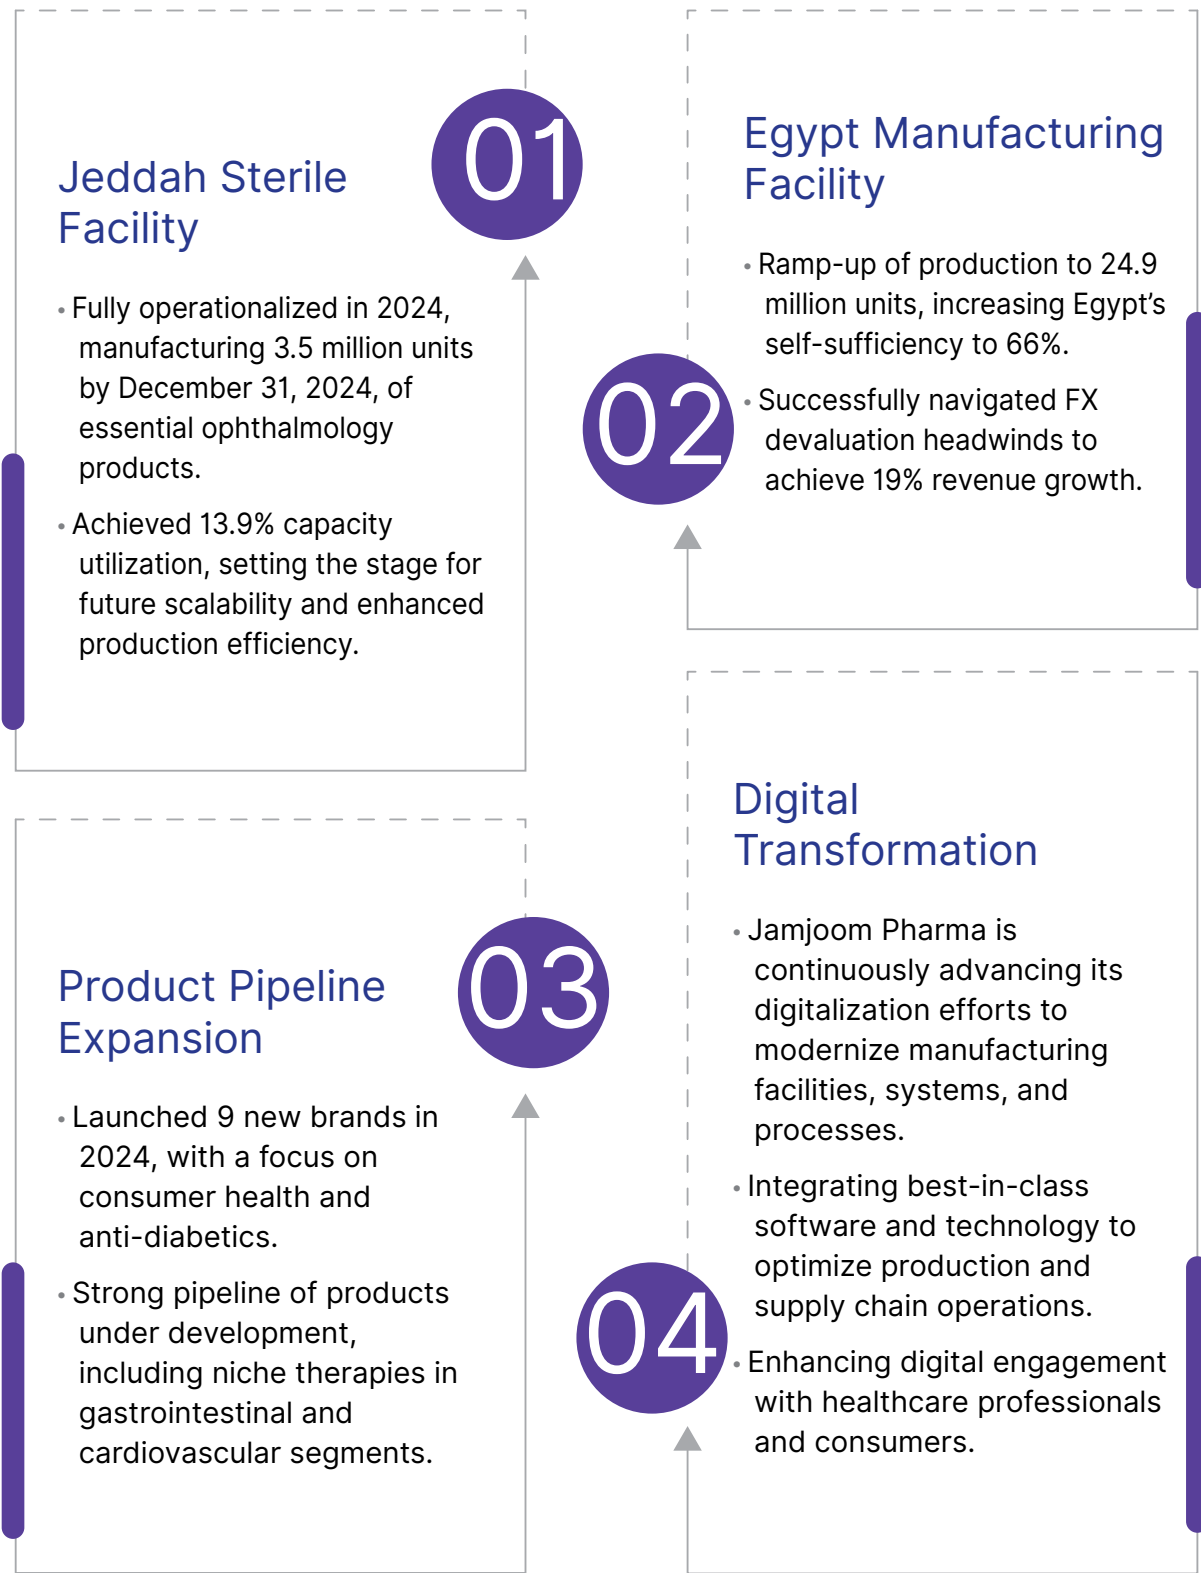 01
Jeddah Sterile
Facility
• Fully operationalized in 2024,
manufacturing 3.5 million units
by December 31, 2024, of
essential ophthalmology
products.
• Achieved 13.9% capacity
utilization, setting the stage for
future scalability and enhanced
production efficiency.
02
Egypt Manufacturing
Facility
• Ramp-up of production to 24.9
million units, increasing Egypt’s
self-sufficiency to 66%.
• Successfully navigated FX
devaluation headwinds to
achieve 19% revenue growth.
03
Product Pipeline
Expansion
• Launched 9 new brands in
2024, with a focus on
consumer health and
anti-diabetics.
• Strong pipeline of products
under development,
including niche therapies in
gastrointestinal and
cardiovascular segments.
04
Digital
Transformation
• Jamjoom Pharma is
continuously advancing its
digitalization efforts to
modernize manufacturing
facilities, systems, and
processes.
• Integrating best-in-class
software and technology to
optimize production and
supply chain operations.
• Enhancing digital engagement
with healthcare professionals
and consumers.